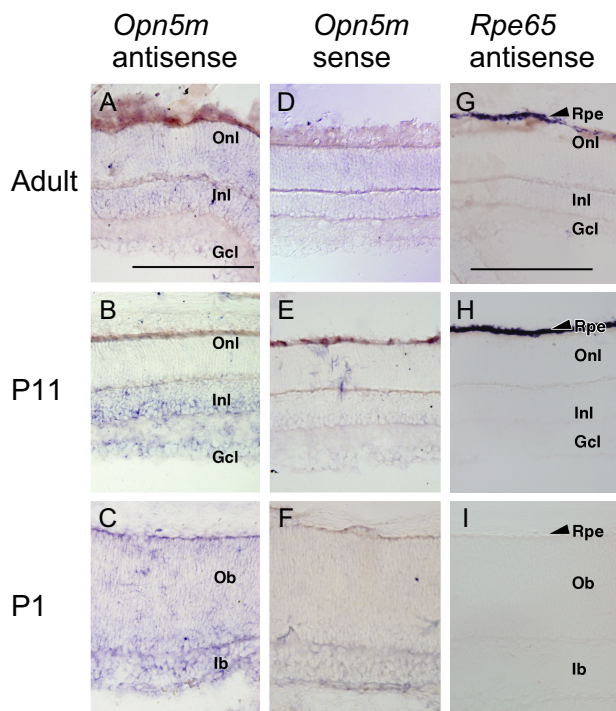 Opn5m
antisense
Opn5m
sense
Rpe65
antisense
Adult
A
Onl
Inl
Gcl
D
G
Rpe
Onl
Inl
Gcl
P11
B
Onl
Inl
Gcl
E
H
Rpe
Onl
Inl
Gcl
P1
C
Ob
Ib
F
I
Rpe
Ob
Ib